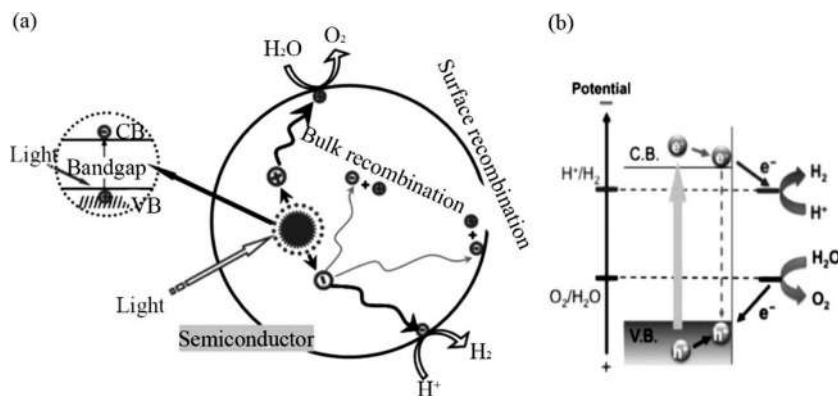 (a)
H₂O
O₂
Surface recombination
Bulk recombination
CB
Light
Bandgap
VB
Light
Semiconductor
H₂
H⁺
(b)
Potential
−
C.B.
e⁻
e⁻
e⁻
H⁺/H₂
H₂
H⁺
H₂O
O₂/H₂O
O₂
e⁻
V.B.
h⁺
h⁺
+